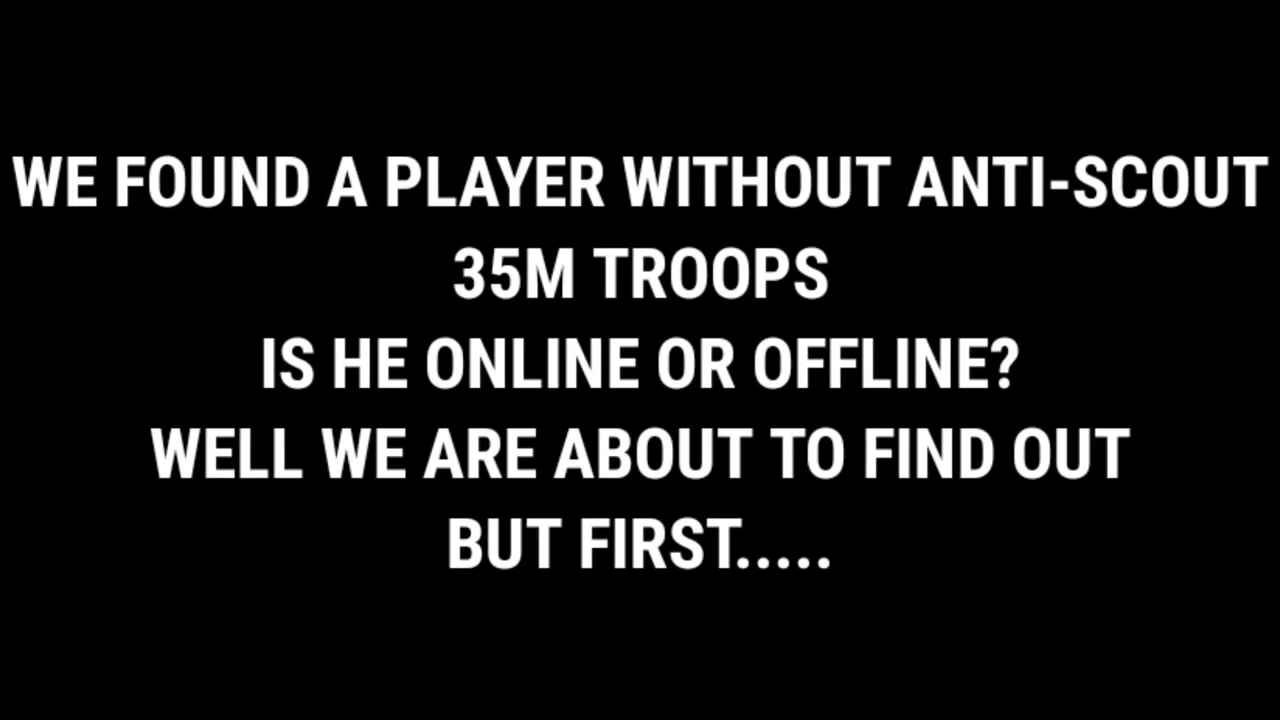 WE FOUND A PLAYER WITHOUT ANTI-SCOUT
35M TROOPS
IS HE ONLINE OR OFFLINE?
WELL WE ARE ABOUT TO FIND OUT
BUT FIRST.....